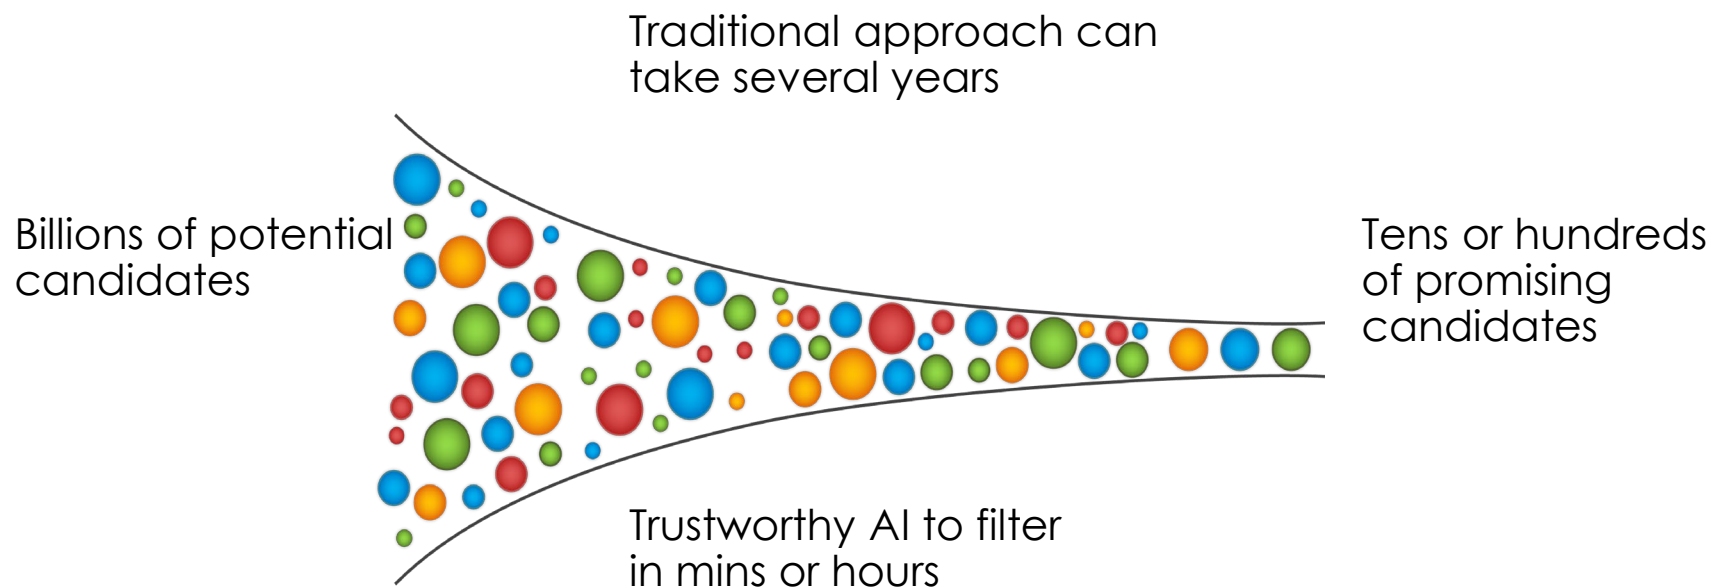 Traditional approach can
take several years
Billions of potential
candidates
Tens or hundreds
of promising
candidates
Trustworthy AI to filter
in mins or hours